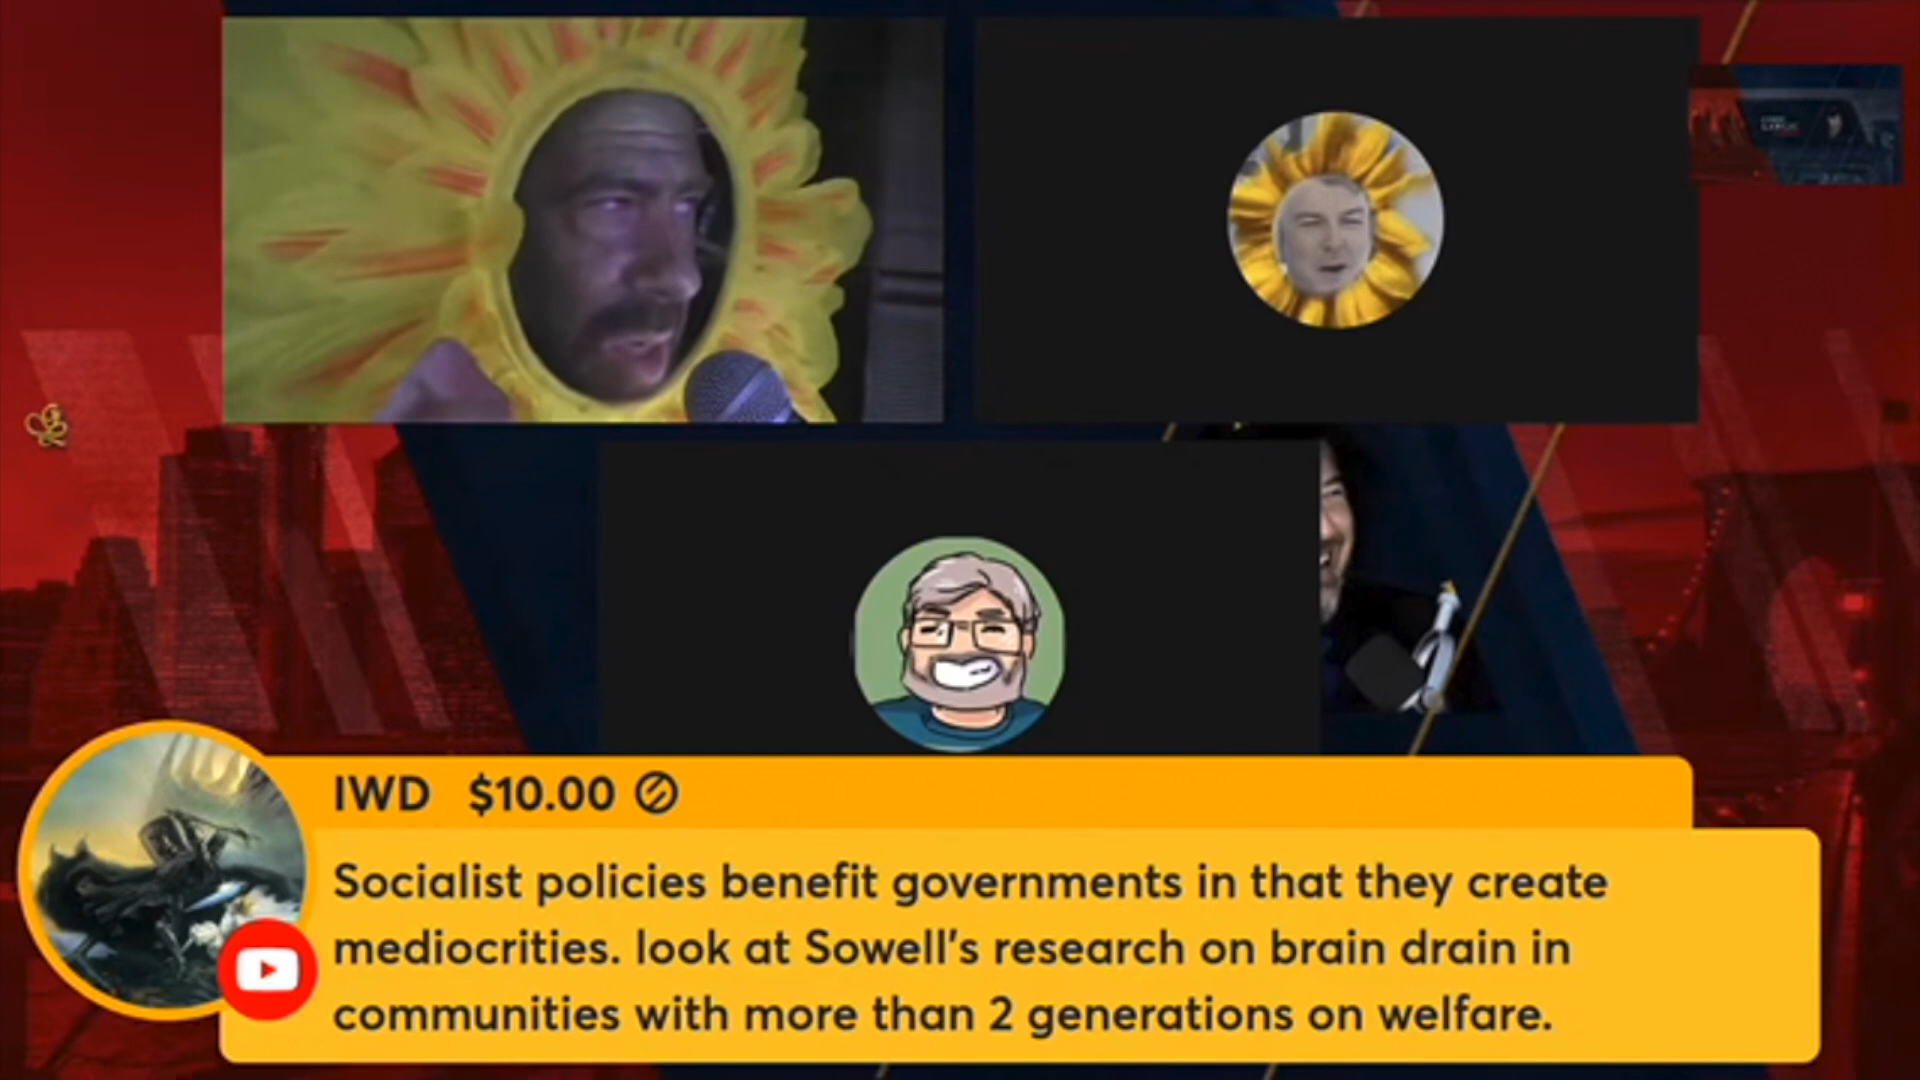 IWD $10.00
Socialist policies benefit governments in that they create
mediocrities. look at Sowell's research on brain drain in
communities with more than 2 generations on welfare.